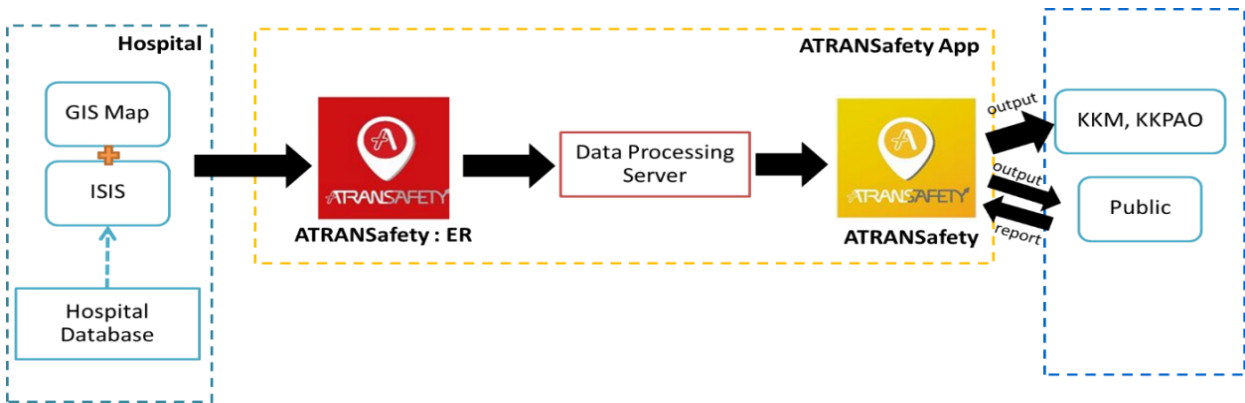 Hospital
GIS Map
ISIS
Hospital
Database
ATRANSafety App
A
ATRANSAFETY
ATRANSafety : ER
Data Processing
Server
A
ATRANSAFETY
ATRANSafety
output
output
report
KKM, KKPAO
Public